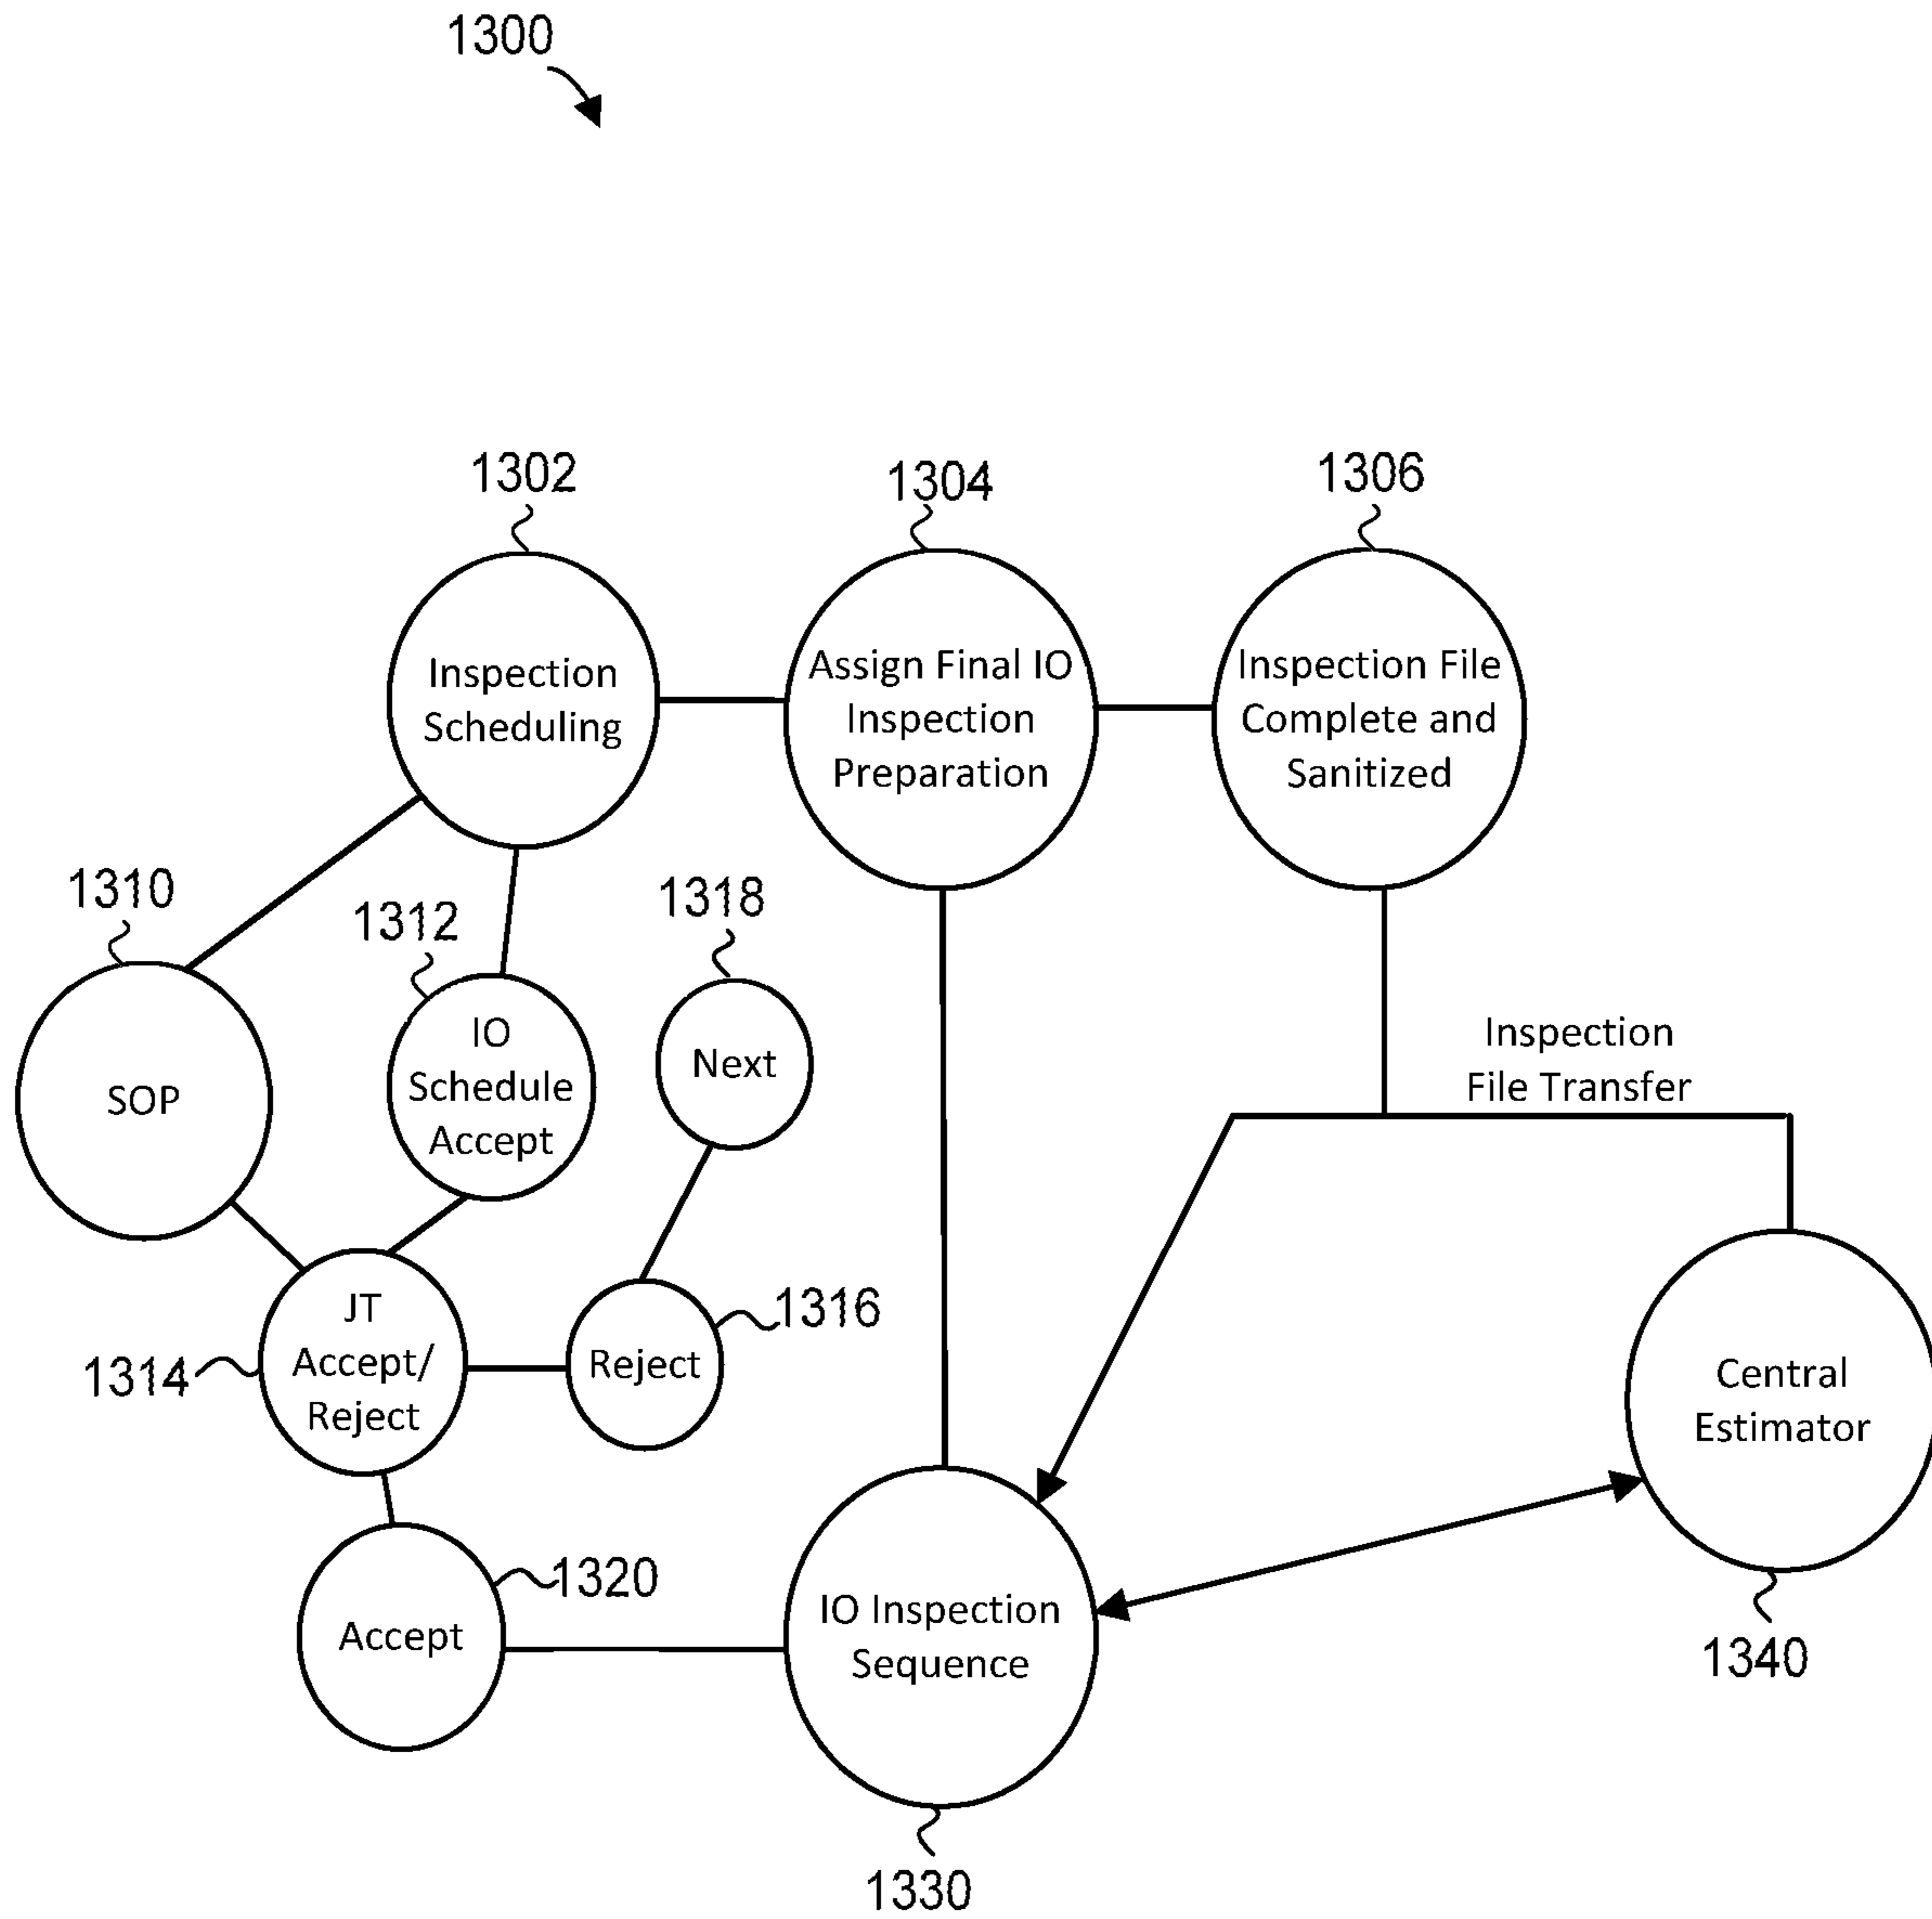 1300
1302
1304
1306
Inspection
Scheduling
Assign Final IO
Inspection
Preparation
Inspection File
Complete and
Sanitized
1310
1312
1318
SOP
IO
Schedule
Accept
Next
Inspection
File Transfer
1314
JT
Accept/
Reject
Reject
1316
Central
Estimator
1320
Accept
IO Inspection
Sequence
1340
1330